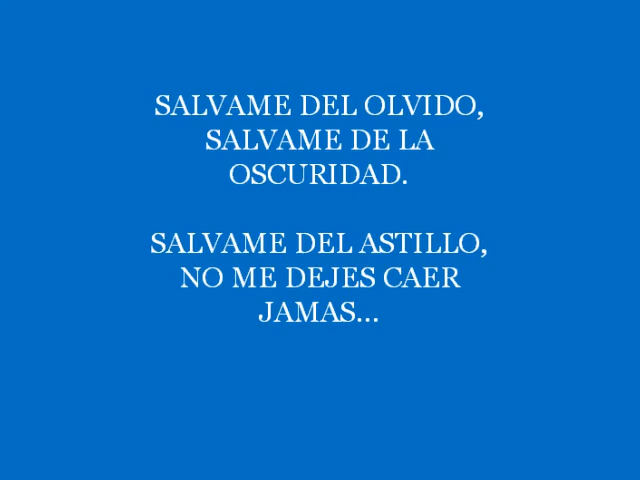 SALVAME DEL OLVIDO,
SALVAME DE LA
OSCURIDAD.
SALVAME DEL ASTILLO,
NO ME DEJES CAER
JAMAS...